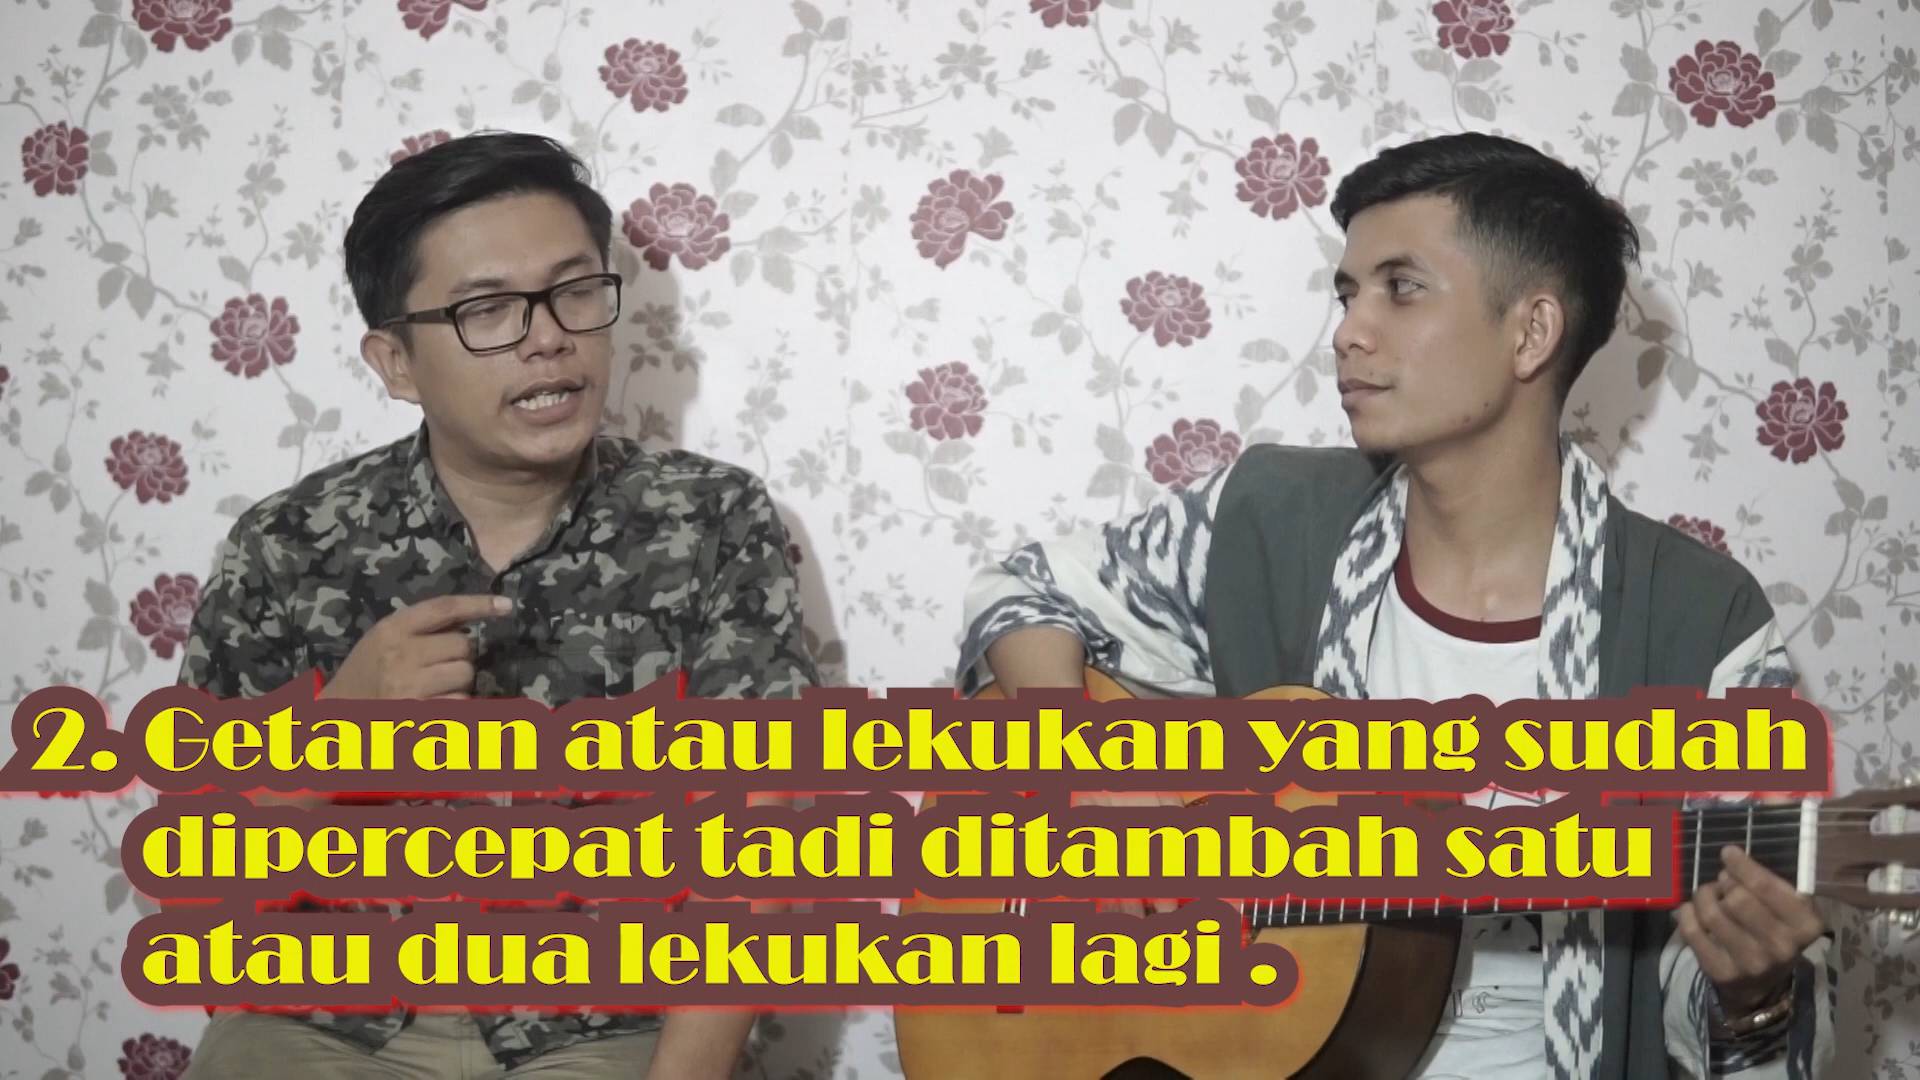 2. Getaran atau lekukan yang sudah
dipercepat tadi ditambah satu
atau dua lekukan lagi .